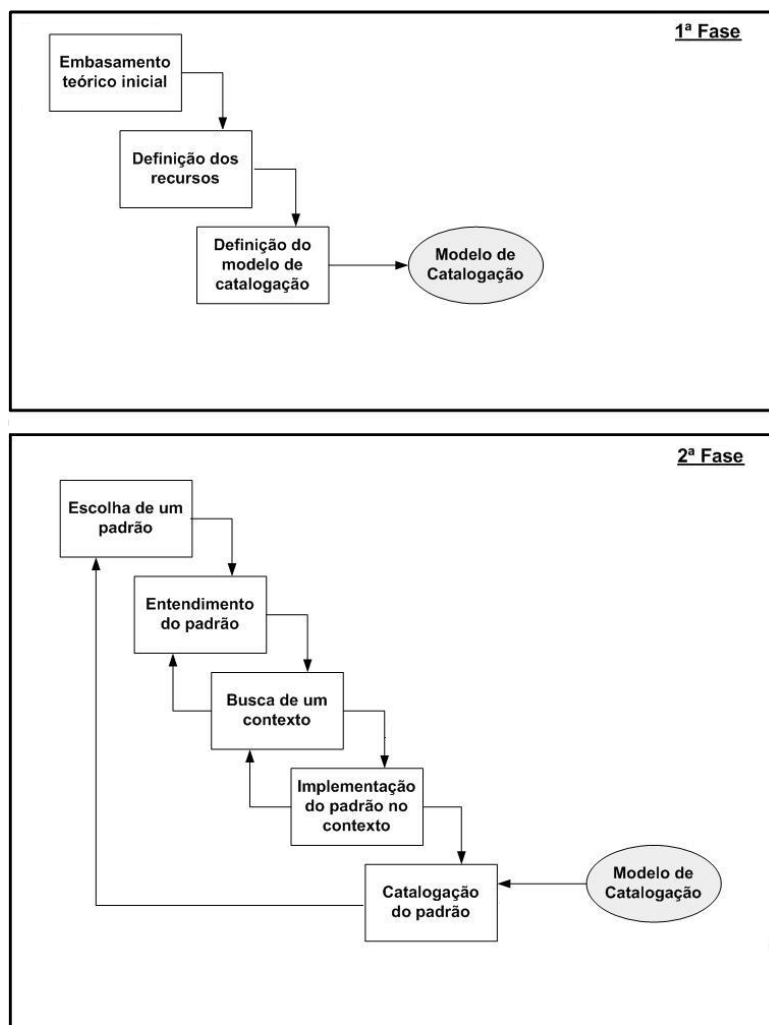 1ª Fase
Embasamento
teórico inicial
Definição dos
recursos
Definição do
modelo de
catalogação
Modelo de
Catalogação
2ª Fase
Escolha de um
padrão
Entendimento
do padrão
Busca de um
contexto
Implementação
do padrão no
contexto
Catalogação
do padrão
Modelo de
Catalogação